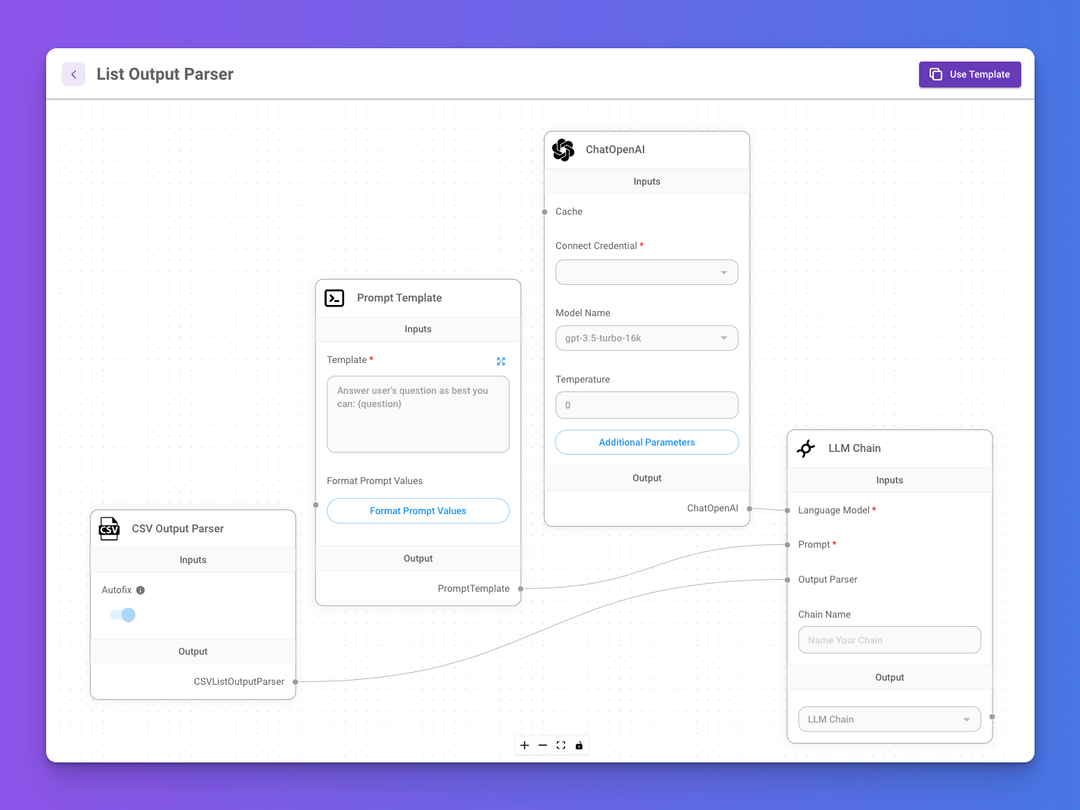 List Output Parser
Use Template
ChatOpenAI
Inputs
Cache
Connect Credential *
Model Name
gpt-3.5-turbo-16k
Temperature
0
Additional Parameters
Output
ChatOpenAI
Prompt Template
Inputs
Template *
Answer user's question as best you
can: {question}
Format Prompt Values
Format Prompt Values
Output
PromptTemplate
CSV
CSV Output Parser
Inputs
Autofix
Output
CSVListOutputParser
LLM Chain
Inputs
Language Model *
Prompt *
Output Parser
Chain Name
Name Your Chain
Output
LLM Chain